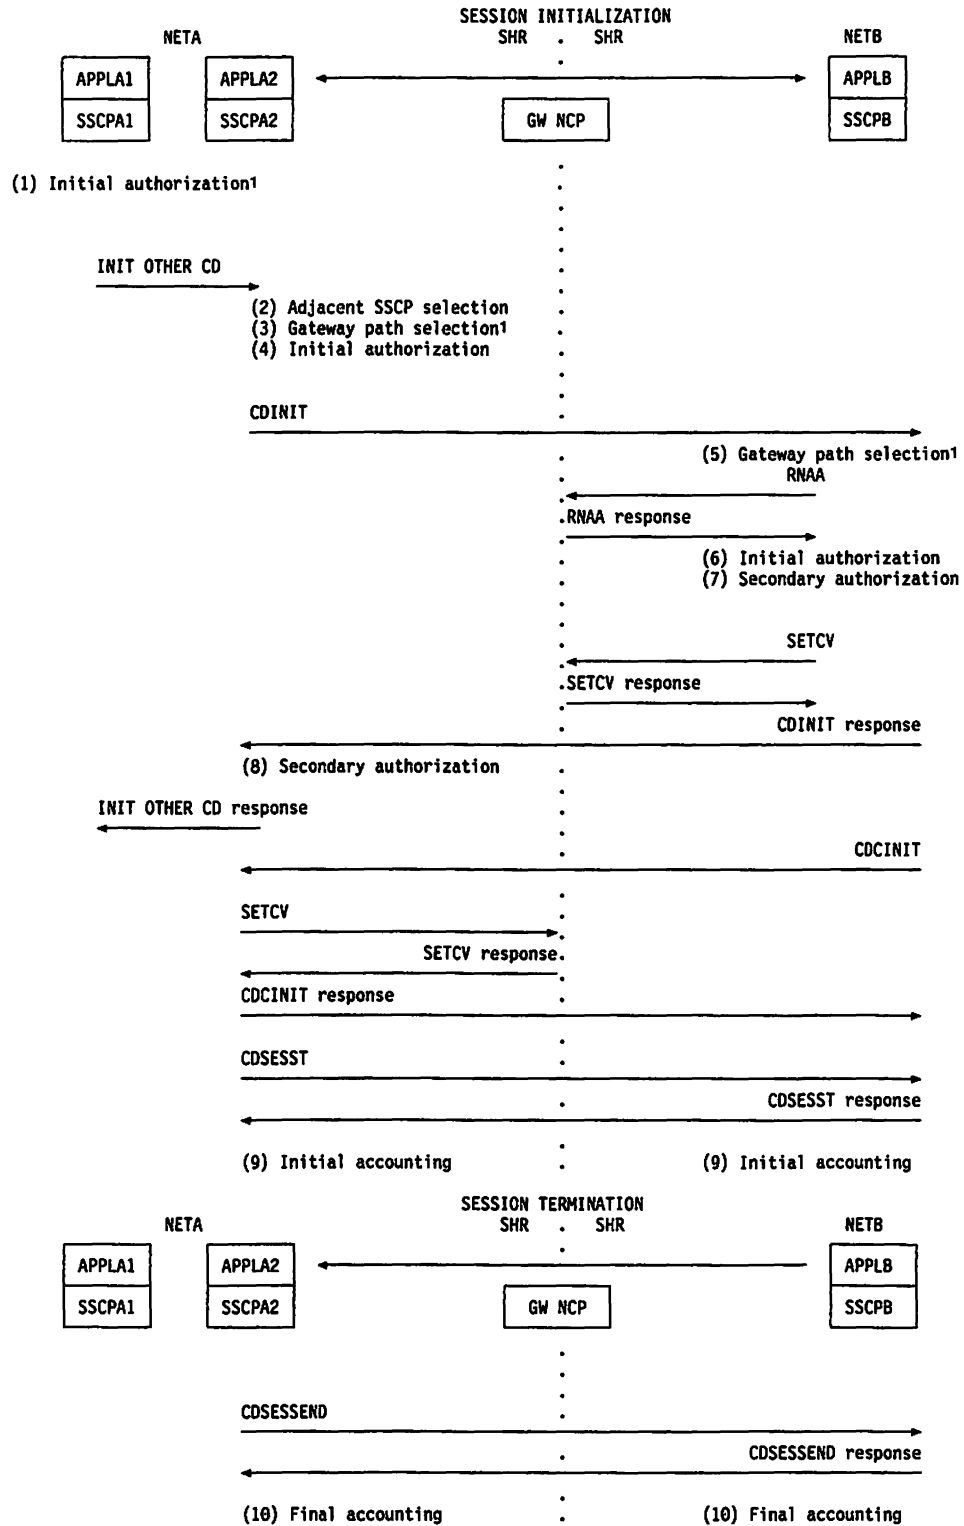 SESSION INITIALIZATION
NETA SHR . SHR NETB
APPLA1 APPLA2 APPLB
SSCPA1 SSCPA2 GW NCP SSCPB
(1) Initial authorization1
INIT OTHER CD
(2) Adjacent SSCP selection
(3) Gateway path selection1
(4) Initial authorization
CDINIT
(5) Gateway path selection1
RNAA
RNAA response
(6) Initial authorization
(7) Secondary authorization
SETCV
SETCV response
CDINIT response
(8) Secondary authorization
INIT OTHER CD response
CDCINIT
SETCV
SETCV response
CDCINIT response
CDSESST
CDSESST response
(9) Initial accounting (9) Initial accounting
SESSION TERMINATION
NETA SHR . SHR NETB
APPLA1 APPLA2 APPLB
SSCPA1 SSCPA2 GW NCP SSCPB
CDSESSEND
CDSESSEND response
(10) Final accounting (10) Final accounting